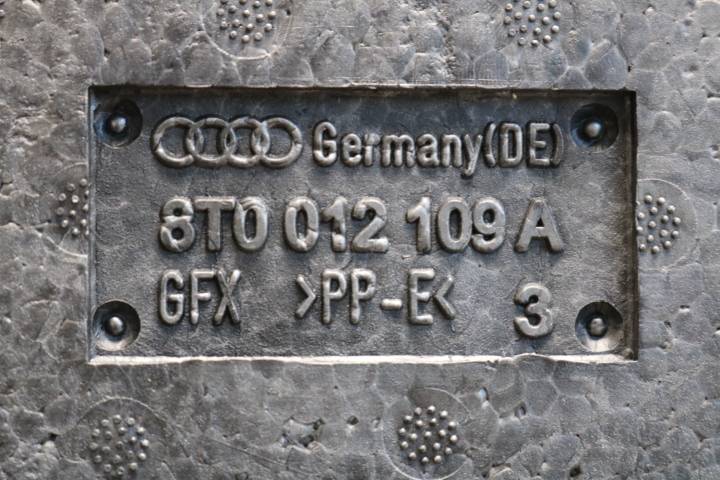 Germany(DE)
8T0 012 109 A
GFX >PP-E< 3